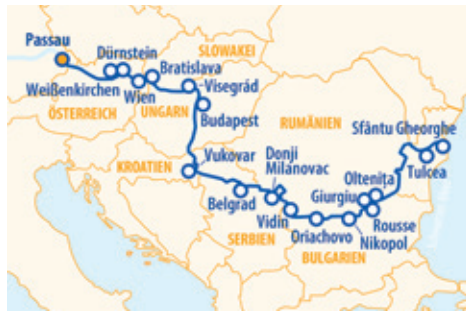 Passau
Dürnstein
SLOWAKEI
Bratislava
Weißenkirchen
Visegrád
Wien
ÖSTERREICH
UNGARN
Budapest
RUMÄNIEN
Sfântu Gheorghe
KROATIEN
Vukovar
Donji
Milanovac
Oltenița
Tulcea
Giurgiu
Belgrad
Vidin
Rousse
SERBIEN
Oriachovo
Nikopol
BULGARIEN